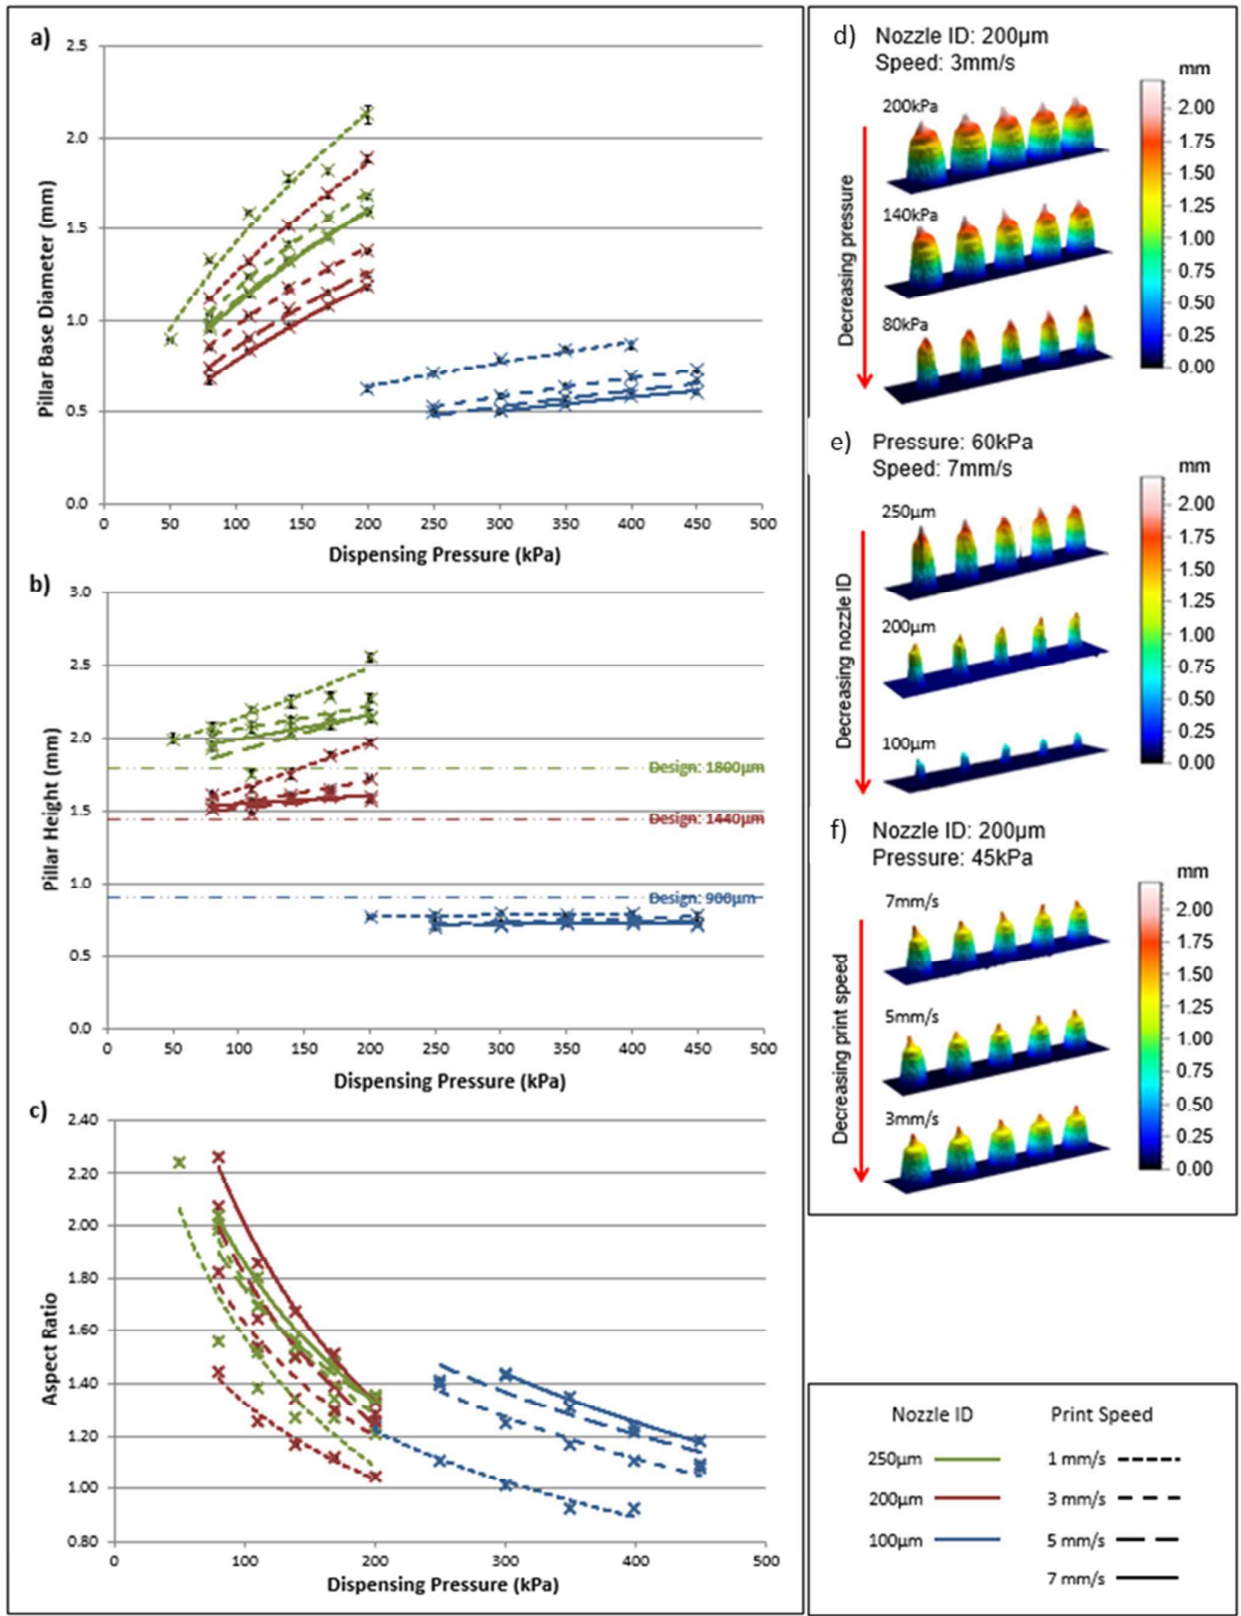 a)
2.5
2.0
1.5
1.0
0.5
0.0
Pillar Base Diameter (mm)
0 50 100 150 200 250 300 350 400 450 500
Dispensing Pressure (kPa)
b)
3.0
2.5
2.0
1.5
1.0
0.5
0.0
Pillar Height (mm)
Design: 1800µm
Design: 1440µm
Design: 900µm
0 50 100 150 200 250 300 350 400 450 500
Dispensing Pressure (kPa)
c)
2.40
2.20
2.00
1.80
1.60
1.40
1.20
1.00
0.80
Aspect Ratio
0 100 200 300 400 500
Dispensing Pressure (kPa)
d) Nozzle ID: 200µm
Speed: 3mm/s
mm
200kPa
140kPa
80kPa
Decreasing pressure
2.00
1.75
1.50
1.25
1.00
0.75
0.50
0.25
0.00
e) Pressure: 60kPa
Speed: 7mm/s
mm
250µm
200µm
100µm
Decreasing nozzle ID
2.00
1.75
1.50
1.25
1.00
0.75
0.50
0.25
0.00
f) Nozzle ID: 200µm
Pressure: 45kPa
mm
7mm/s
5mm/s
3mm/s
Decreasing print speed
2.00
1.75
1.50
1.25
1.00
0.75
0.50
0.25
0.00
Nozzle ID Print Speed
250µm 1 mm/s
200µm 3 mm/s
100µm 5 mm/s
7 mm/s